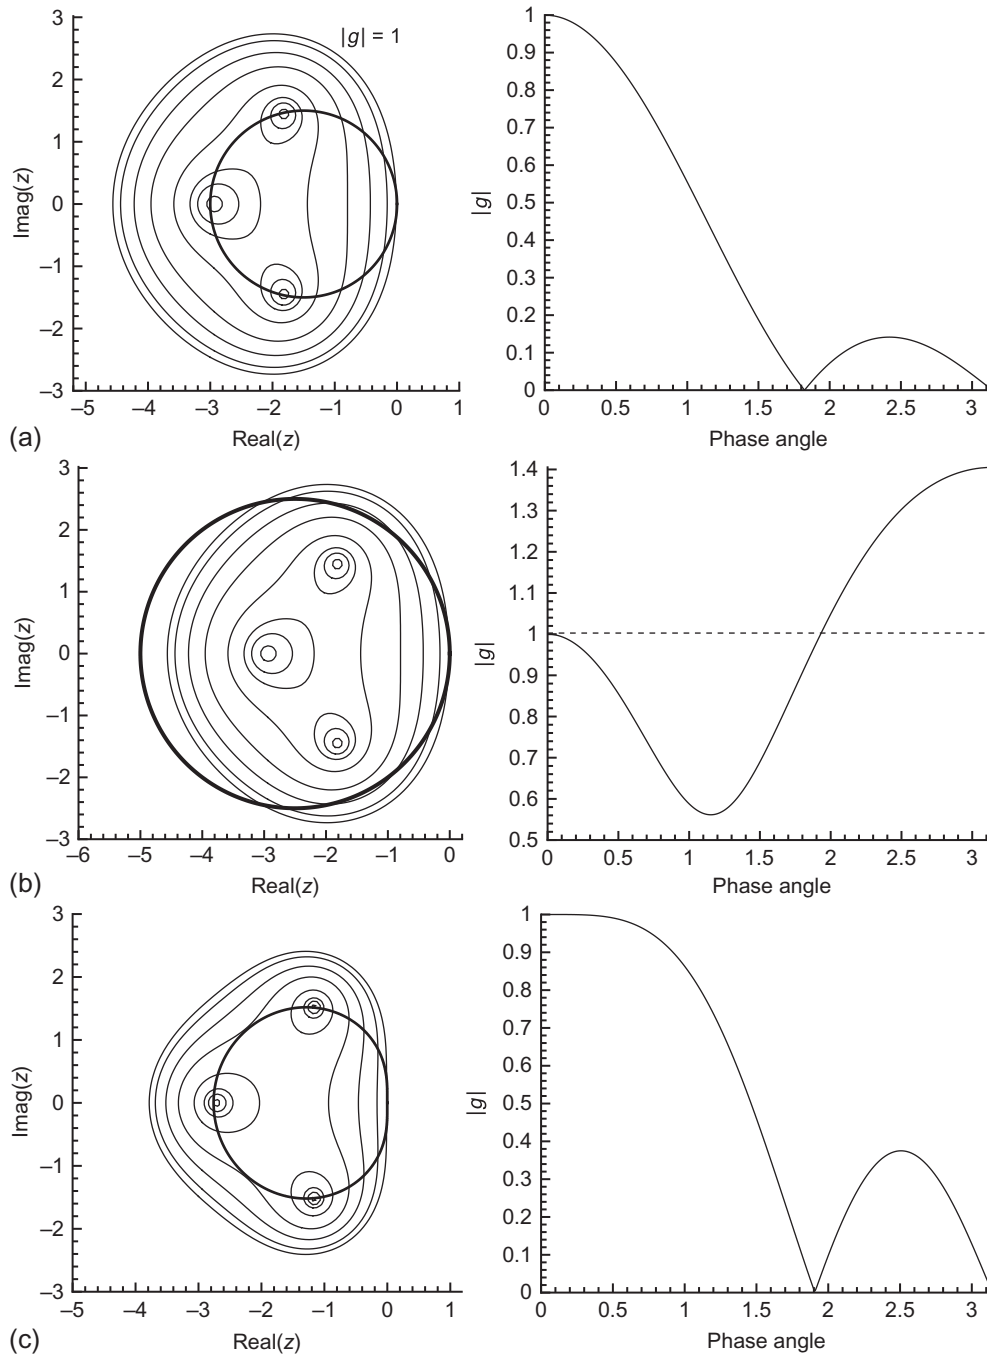 |g| = 1
Imag(z)
3
2
1
0
–1
–2
–3
–5 –4 –3 –2 –1 0 1
Real(z)
|g|
1
0.9
0.8
0.7
0.6
0.5
0.4
0.3
0.2
0.1
0
0 0.5 1 1.5 2 2.5 3
Phase angle
(a)
Imag(z)
3
2
1
0
–1
–2
–3
–6 –5 –4 –3 –2 –1 0
Real(z)
|g|
1.4
1.3
1.2
1.1
1
0.9
0.8
0.7
0.6
0.5
0 0.5 1 1.5 2 2.5 3
Phase angle
(b)
Imag(z)
3
2
1
0
–1
–2
–3
–5 –4 –3 –2 –1 0 1
Real(z)
|g|
1
0.9
0.8
0.7
0.6
0.5
0.4
0.3
0.2
0.1
0
0 0.5 1 1.5 2 2.5 3
Phase angle
(c)